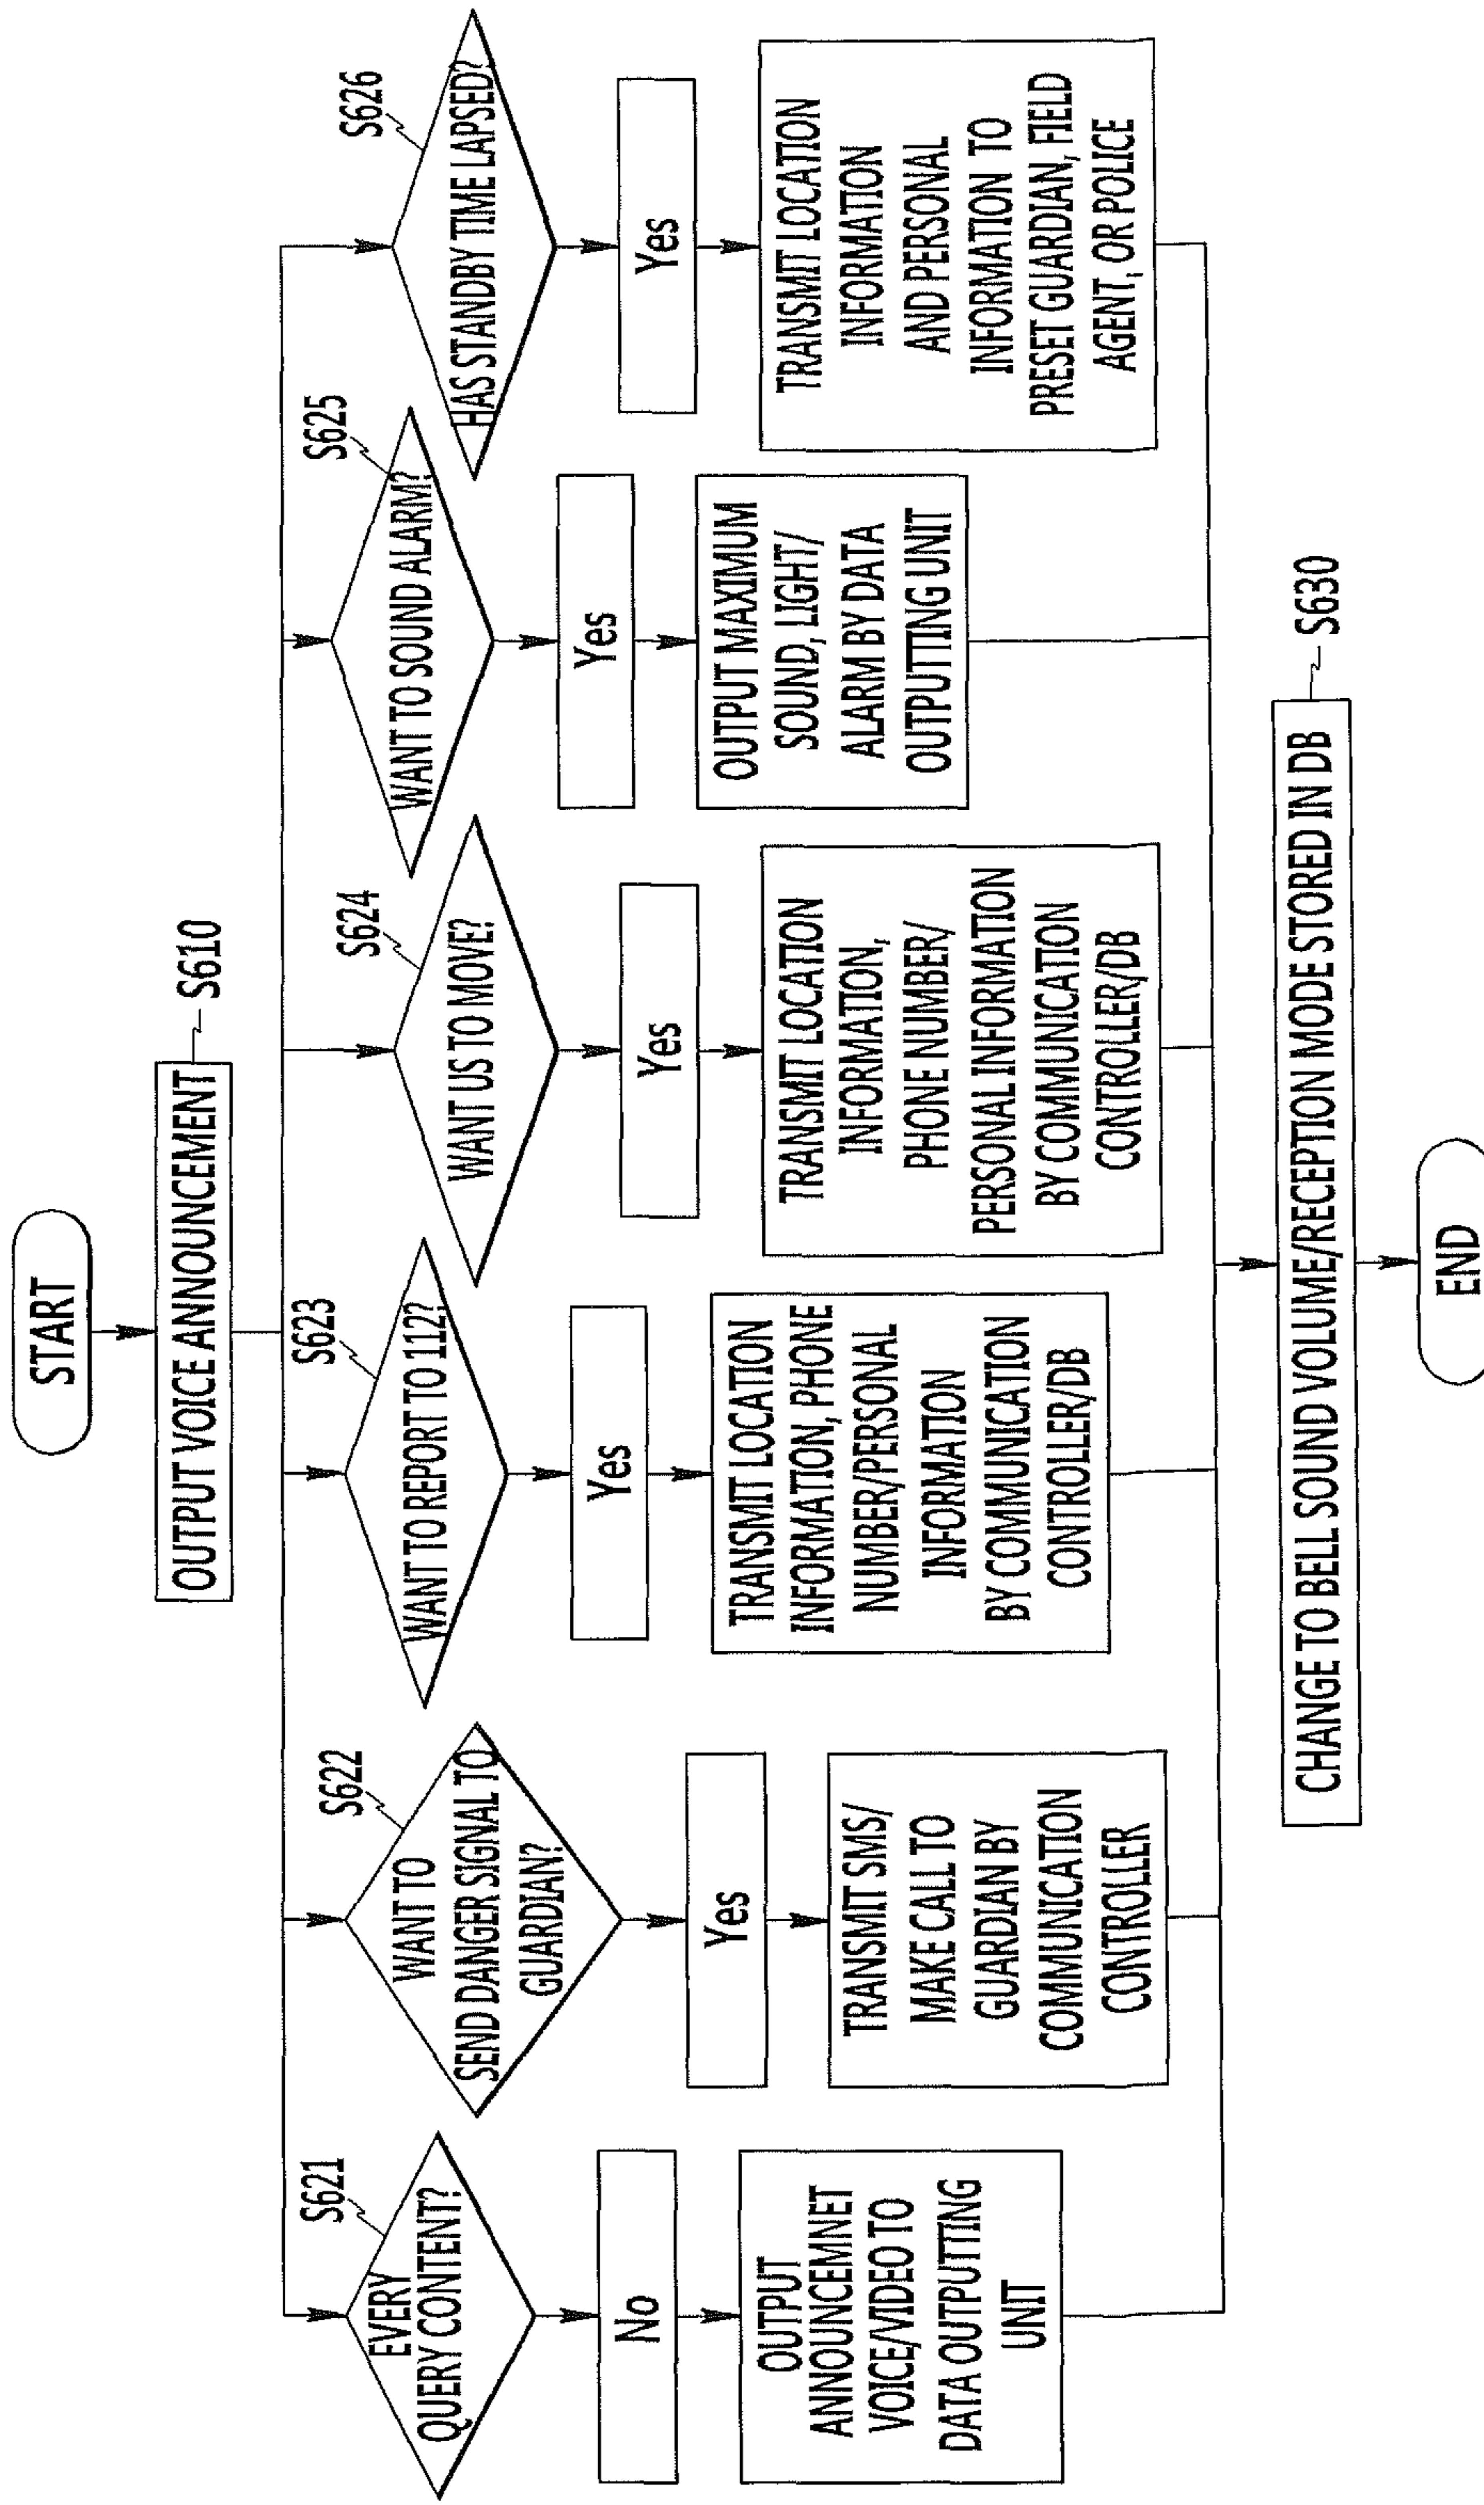 START
OUTPUT VOICE ANNOUNCEMENT
S610
S621
EVERY
QUERY CONTENT?
No
OUTPUT
ANNOUNCEMNET
VOICE/VIDEO TO
DATA OUTPUTTING
UNIT
S622
WANT TO
SEND DANGER SIGNAL TO
GUARDIAN?
Yes
TRANSMIT SMS/
MAKE CALL TO
GUARDIAN BY
COMMUNICATION
CONTROLLER
S623
WANT TO REPORT TO 112?
Yes
TRANSMIT LOCATION
INFORMATION, PHONE
NUMBER/PERSONAL
INFORMATION
BY COMMUNICATION
CONTROLLER/DB
S624
WANT US TO MOVE?
Yes
TRANSMIT LOCATION
INFORMATION,
PHONE NUMBER/
PERSONAL INFORMATION
BY COMMUNICATION
CONTROLLER/DB
S625
WANT TO SOUND ALARM?
Yes
OUTPUT MAXIMUM
SOUND, LIGHT/
ALARM BY DATA
OUTPUTING UNIT
S626
HAS STANDBY TIME LAPSED?
Yes
TRANSMIT LOCATION
INFORMATION
AND PERSONAL
INFORMATION TO
PRESET GUARDIAN, FIELD
AGENT, OR POLICE
CHANGE TO BELL SOUND VOLUME/RECEPTION MODE STORED IN DB
S630
END